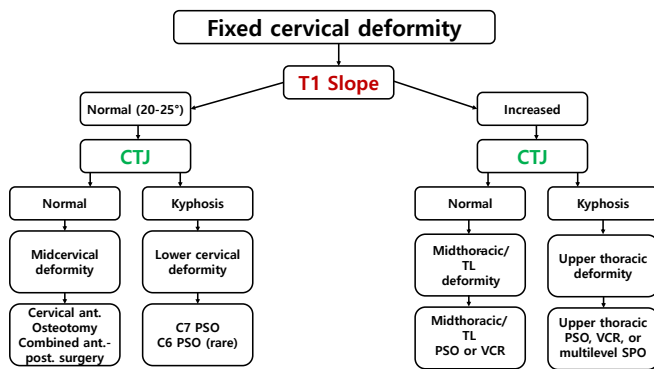 Fixed cervical deformity
T1 Slope
Normal (20-25°)
Increased
CTJ
CTJ
Normal
Kyphosis
Normal
Kyphosis
Midcervical
deformity
Lower cervical
deformity
Midthoracic/
TL
deformity
Upper thoracic
deformity
Cervical ant.
Osteotomy
Combined ant.-
post. surgery
C7 PSO
C6 PSO (rare)
Midthoracic/
TL
PSO or VCR
Upper thoracic
PSO, VCR, or
multilevel SPO